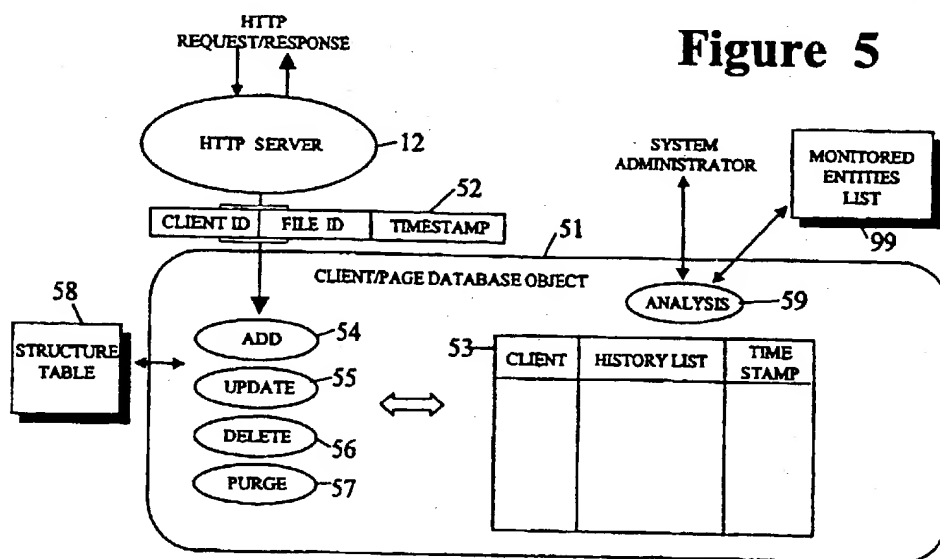 HTTP
REQUEST/RESPONSE
Figure 5
HTTP SERVER
12
SYSTEM
ADMINISTRATOR
MONITORED
ENTITIES
LIST
99
52
CLIENT ID FILE ID TIMESTAMP
51
CLIENT/PAGE DATABASE OBJECT
ANALYSIS
59
58
STRUCTURE
TABLE
ADD
54
UPDATE
55
DELETE
56
PURGE
57
53
CLIENT HISTORY LIST TIME
STAMP